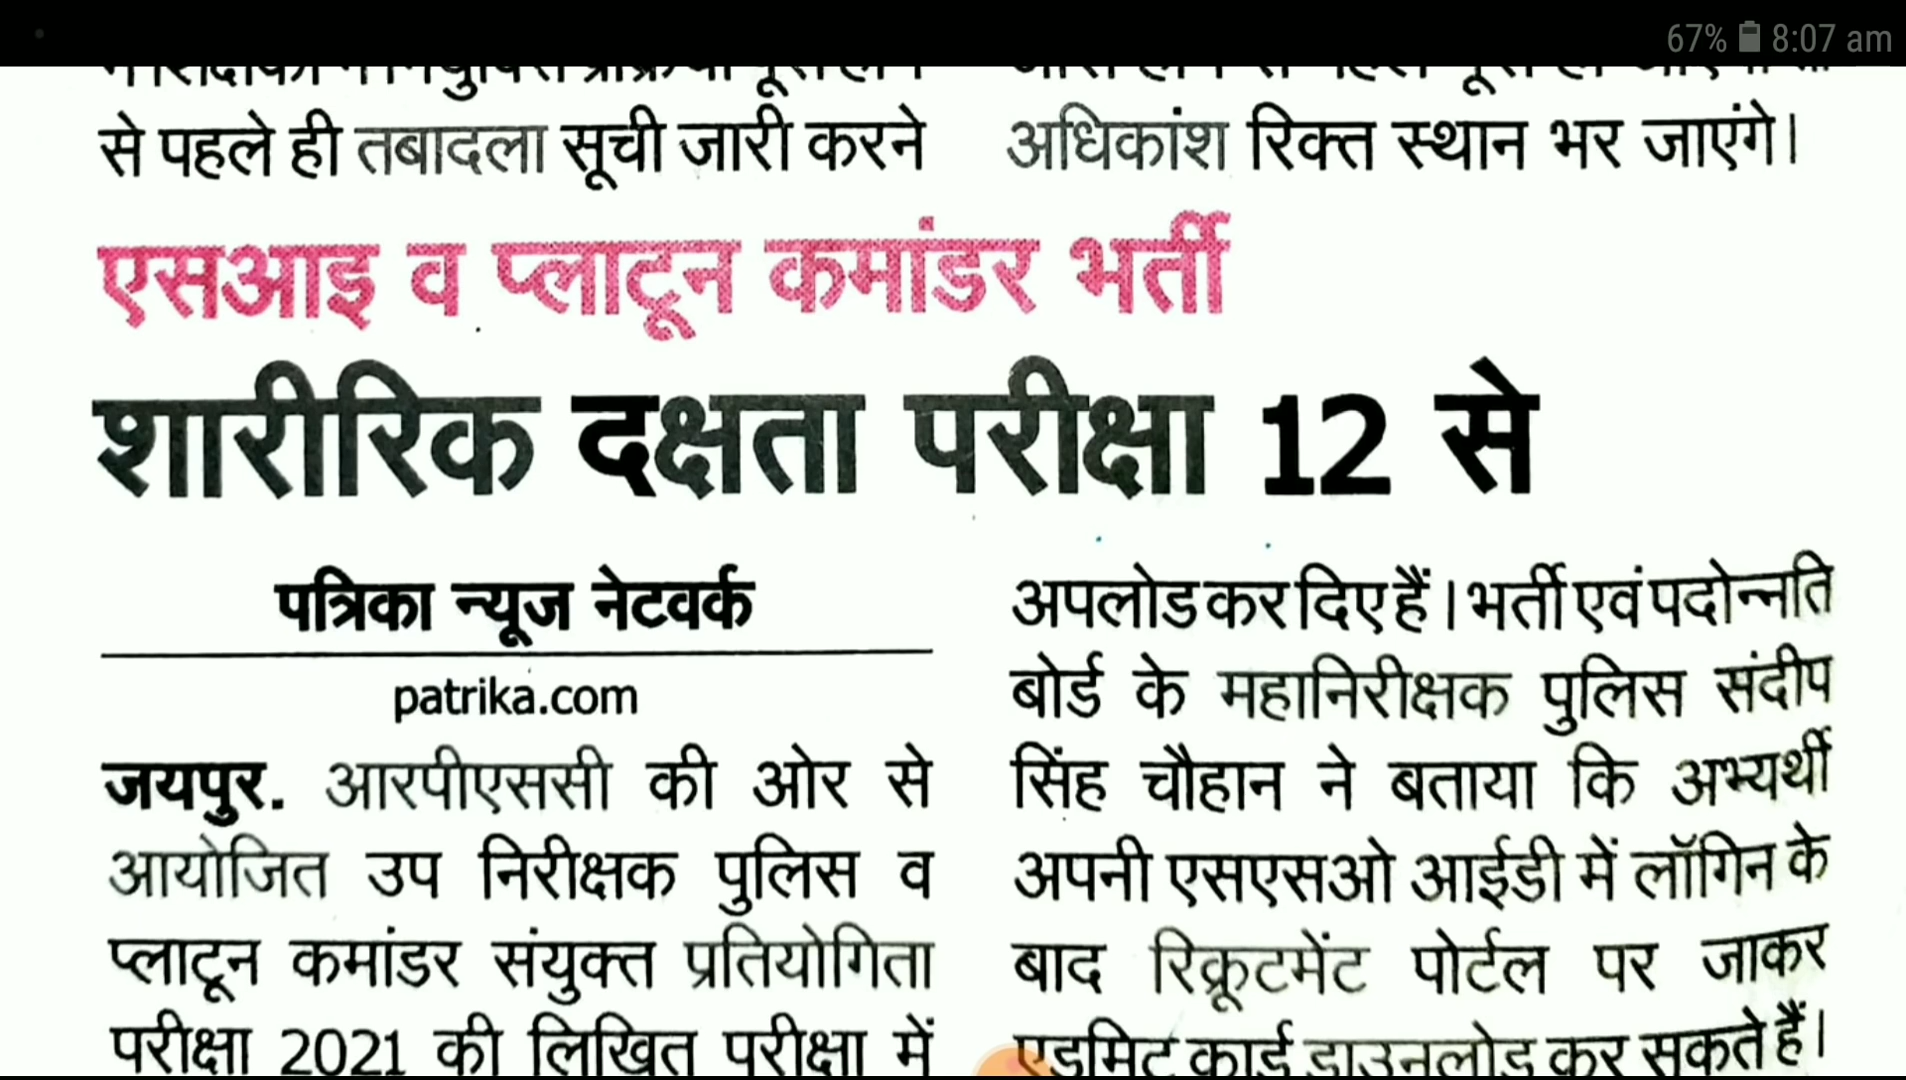 67% 8:07 am
से पहले ही तबादला सूची जारी करने
अधिकांश रिक्त स्थान भर जाएंगे।
एसआइ व प्लाटून कमांडर भर्ती
शारीरिक दक्षता परीक्षा 12 से
पत्रिका न्यूज नेटवर्क
patrika.com
जयपुर. आरपीएससी की ओर से
आयोजित उप निरीक्षक पुलिस व
प्लाटून कमांडर संयुक्त प्रतियोगिता
परीक्षा 2021 की लिखित परीक्षा में
अपलोड कर दिए हैं। भर्ती एवं पदोन्नति
बोर्ड के महानिरीक्षक पुलिस संदीप
सिंह चौहान ने बताया कि अभ्यर्थी
अपनी एसएसओ आईडी में लॉगिन के
बाद रिक्रूटमेंट पोर्टल पर जाकर
एडमिट कार्ड डाउनलोड कर सकते हैं।